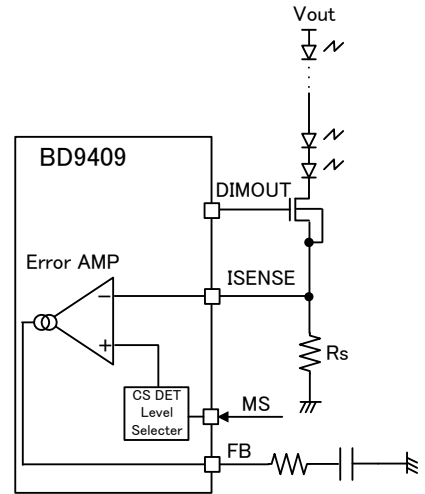 Vout
BD9409
DIMOUT
Error AMP
ISENSE
−
+
Rs
CS DET
Level
Selecter
MS
FB